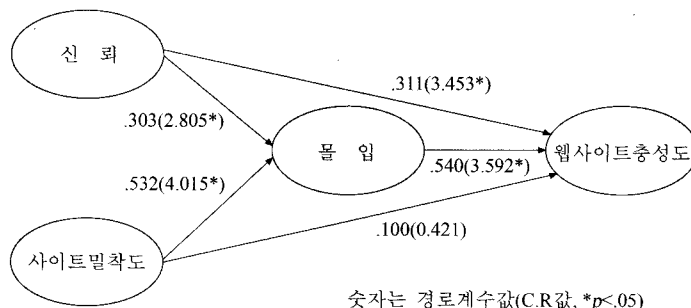 신 뢰
.311(3.453*)
.303(2.805*)
몰 입
.540(3.592*)
웹사이트충성도
.532(4.015*)
.100(0.421)
사이트밀착도
숫자는 경로계수값(C.R값, *p<.05)